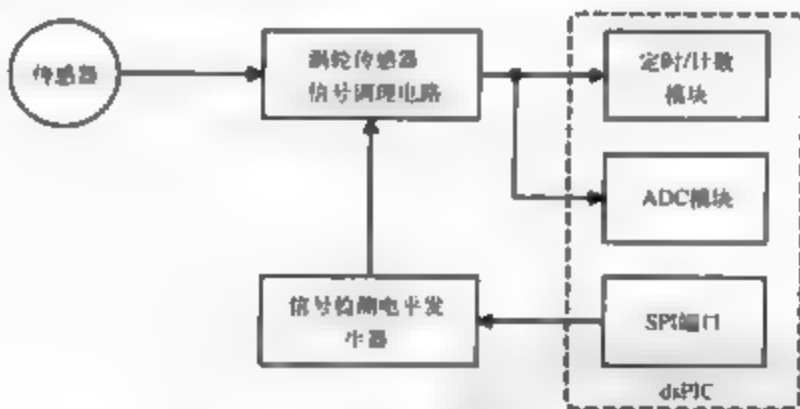 传感器
涡轮传感器
信号调理电路
定时/计数
模块
ADC模块
信号检测电平发
生器
SPI端口
dsPIC